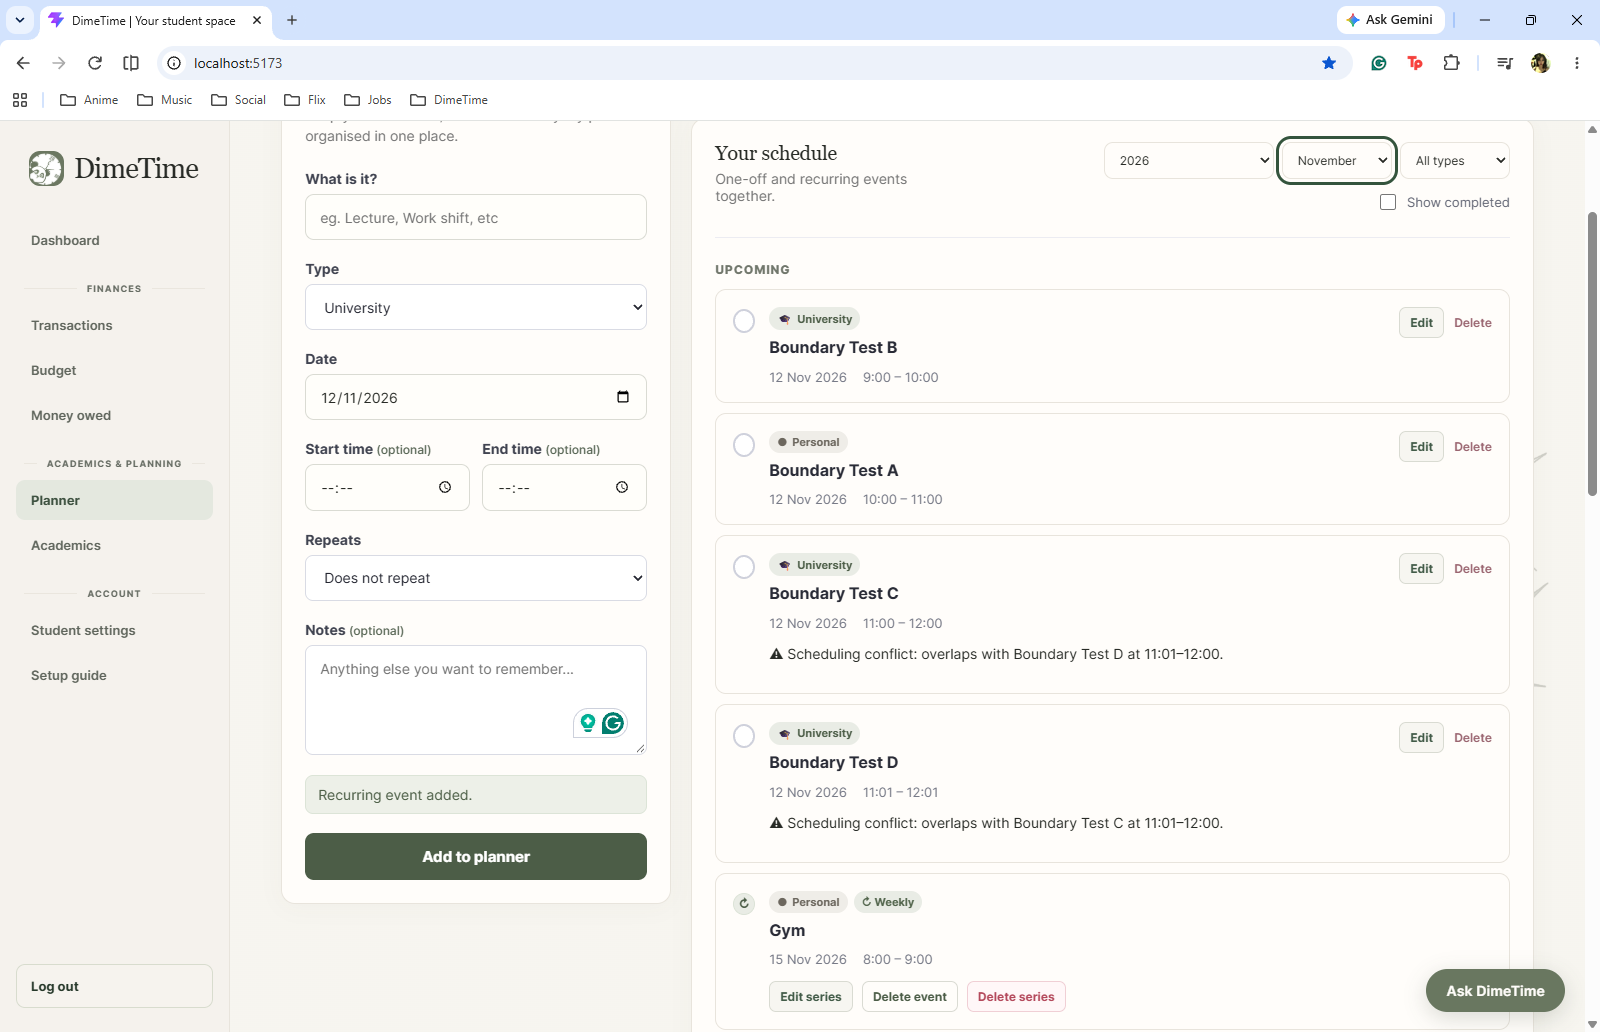 DimeTime | Your student space
Ask Gemini
localhost:5173
Anime
Music
Social
Flix
Jobs
DimeTime
DimeTime
Dashboard
FINANCES
Transactions
Budget
Money owed
ACADEMICS & PLANNING
Planner
Academics
ACCOUNT
Student settings
Setup guide
Log out
organised in one place.
What is it?
eg. Lecture, Work shift, etc
Type
University
Date
12/11/2026
Start time (optional)
End time (optional)
--:--
--:--
Repeats
Does not repeat
Notes (optional)
Anything else you want to remember...
Recurring event added.
Add to planner
Your schedule
One-off and recurring events
together.
2026
November
All types
Show completed
UPCOMING
University
Boundary Test B
12 Nov 2026 9:00 – 10:00
Edit
Delete
Personal
Boundary Test A
12 Nov 2026 10:00 – 11:00
Edit
Delete
University
Boundary Test C
12 Nov 2026 11:00 – 12:00
⚠ Scheduling conflict: overlaps with Boundary Test D at 11:01–12:00.
Edit
Delete
University
Boundary Test D
12 Nov 2026 11:01 – 12:01
⚠ Scheduling conflict: overlaps with Boundary Test C at 11:01–12:00.
Edit
Delete
Personal
↻ Weekly
Gym
15 Nov 2026 8:00 – 9:00
Edit series
Delete event
Delete series
Ask DimeTime